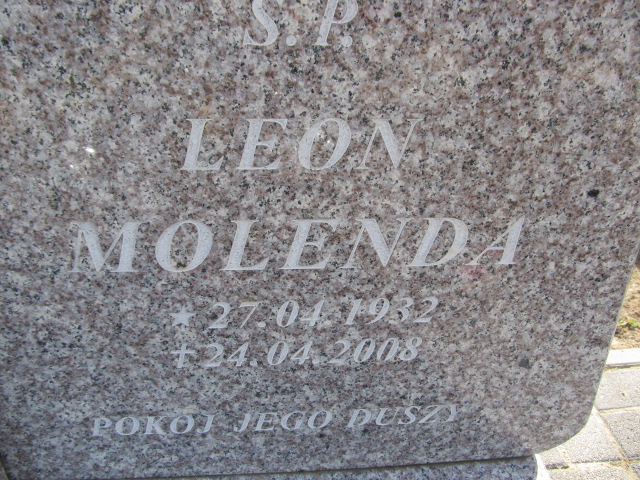 S.P.
LEON
MOLENDA
★ 27.04.1932
✝ 24.04.2008
POKÓJ JEGO DUSZY